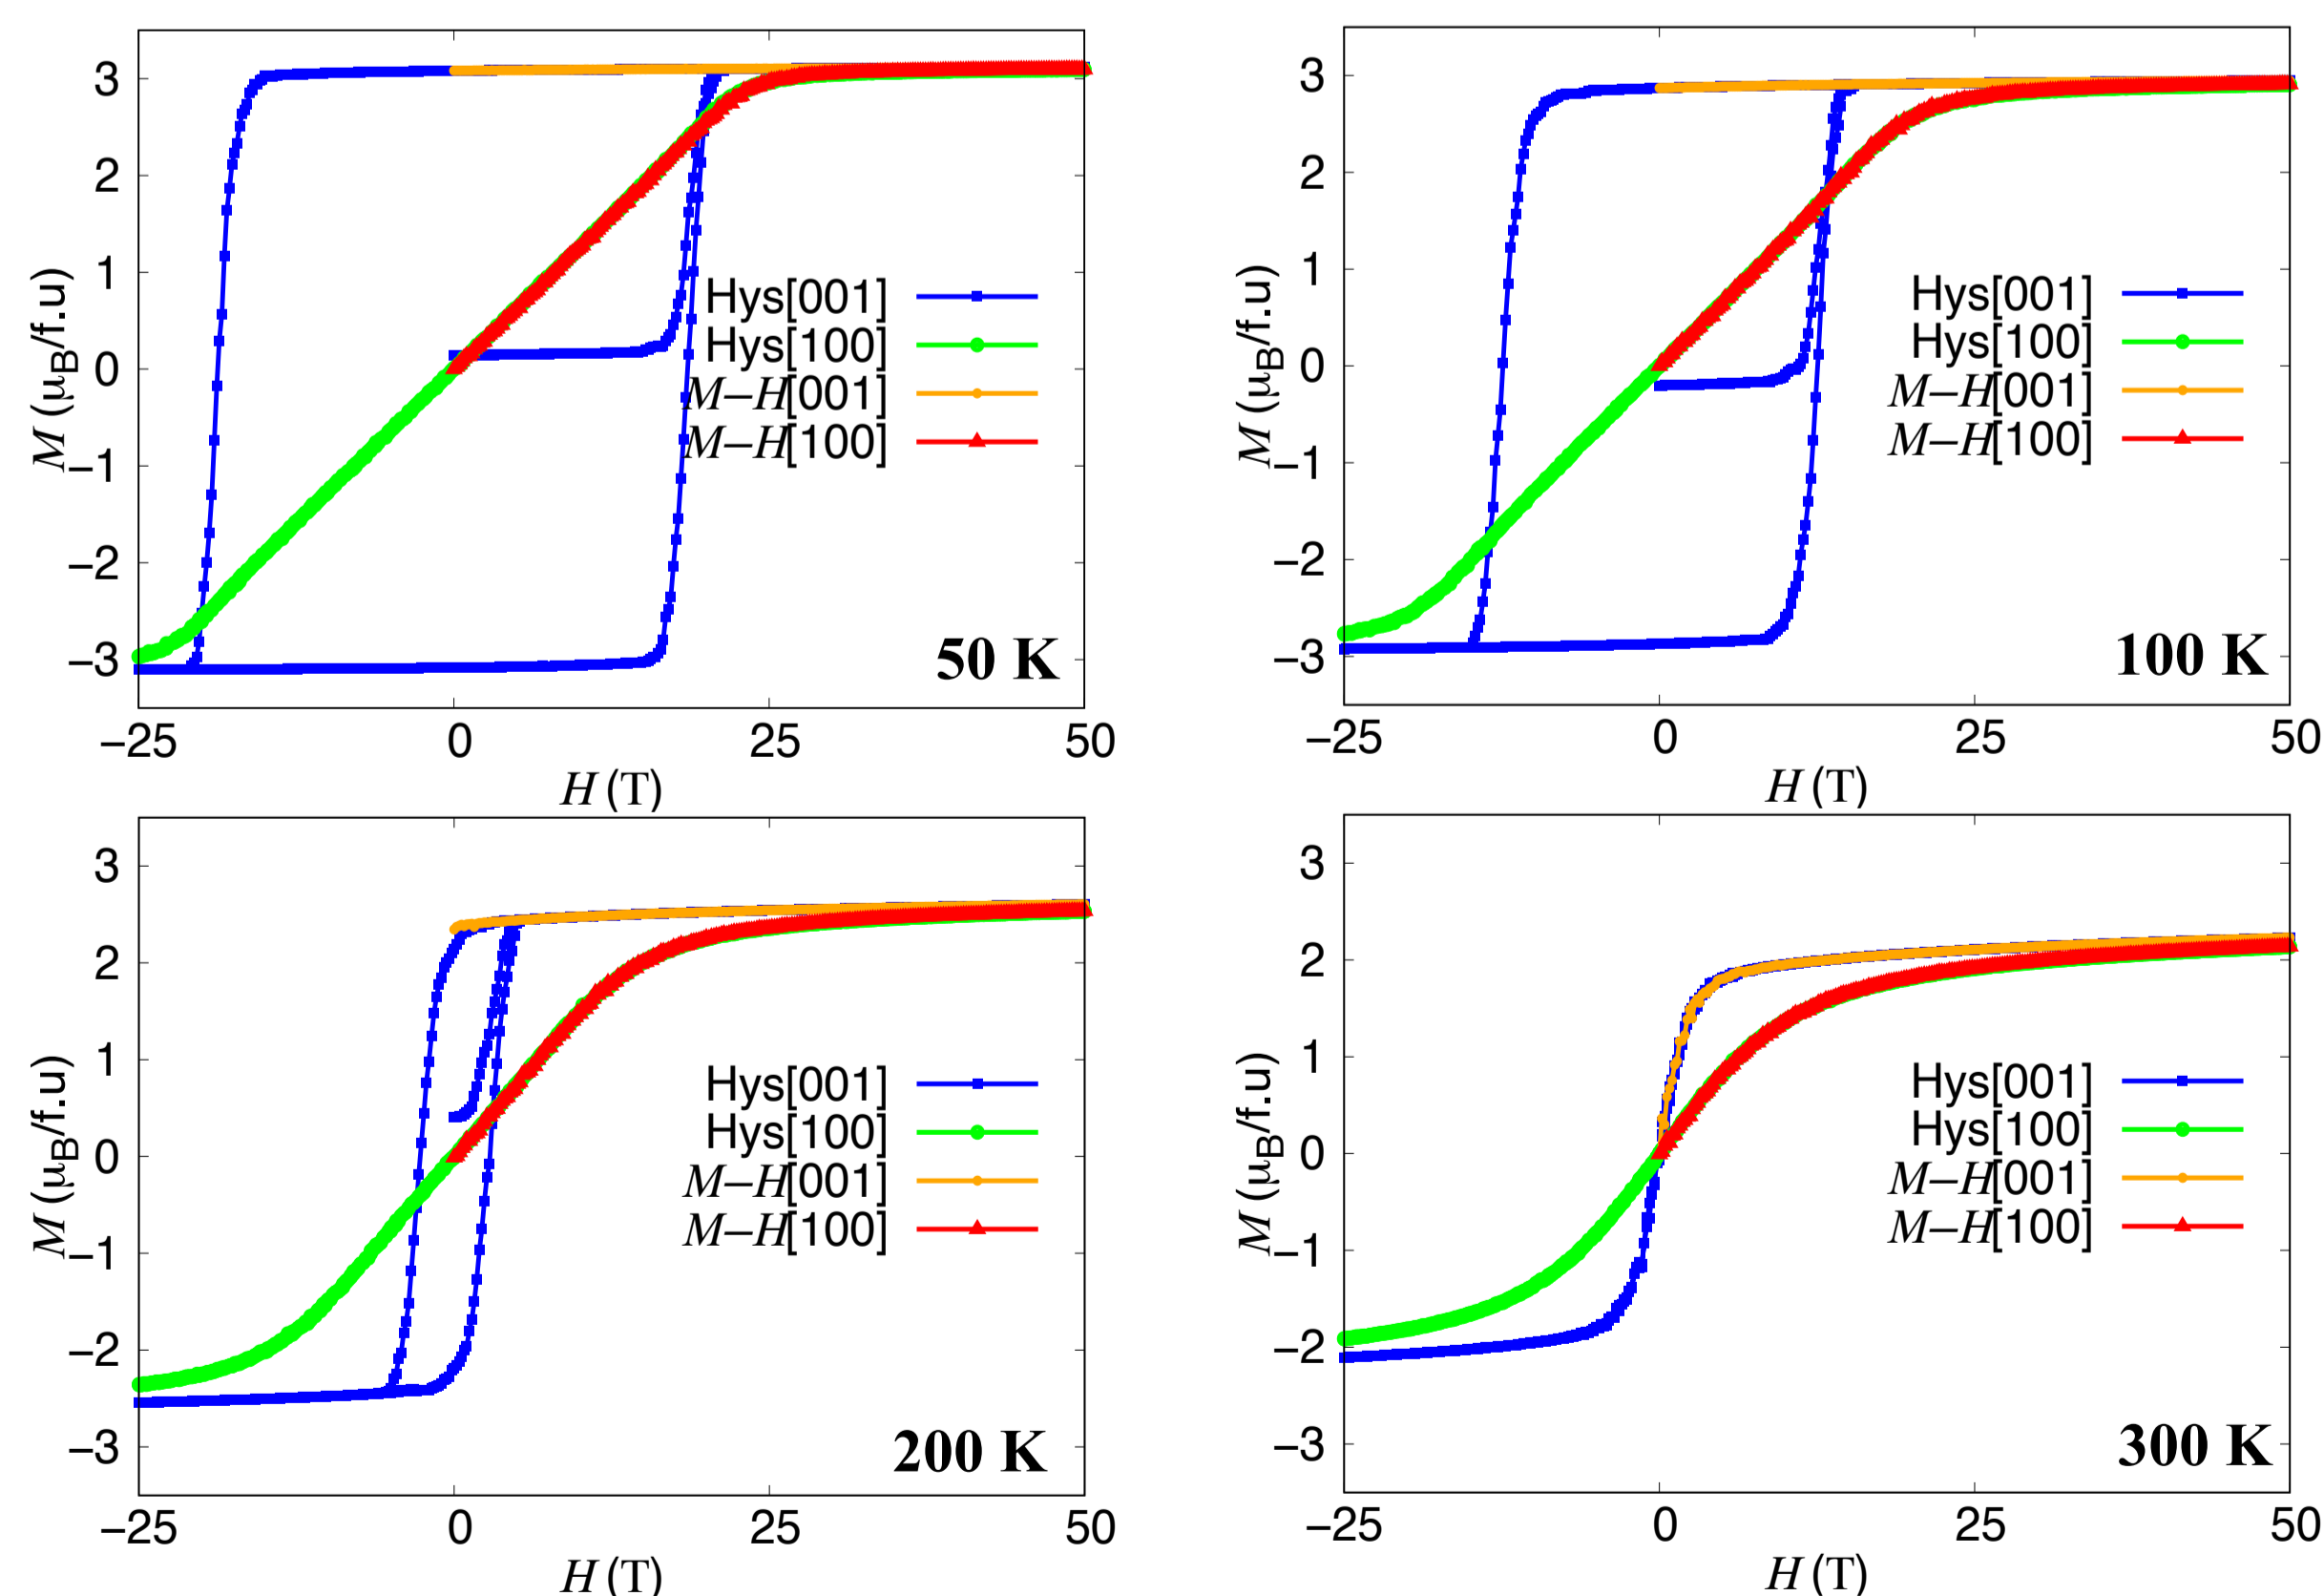 3
2
1
0
−1
−2
−3
M (μB/f.u)
Hys[001]
Hys[100]
M−H[001]
M−H[100]
50 K
−25 0 25 50
H (T)
3
2
1
0
−1
−2
−3
M (μB/f.u)
Hys[001]
Hys[100]
M−H[001]
M−H[100]
100 K
−25 0 25 50
H (T)
3
2
1
0
−1
−2
−3
M (μB/f.u)
Hys[001]
Hys[100]
M−H[001]
M−H[100]
200 K
−25 0 25 50
H (T)
3
2
1
0
−1
−2
−3
M (μB/f.u)
Hys[001]
Hys[100]
M−H[001]
M−H[100]
300 K
−25 0 25 50
H (T)